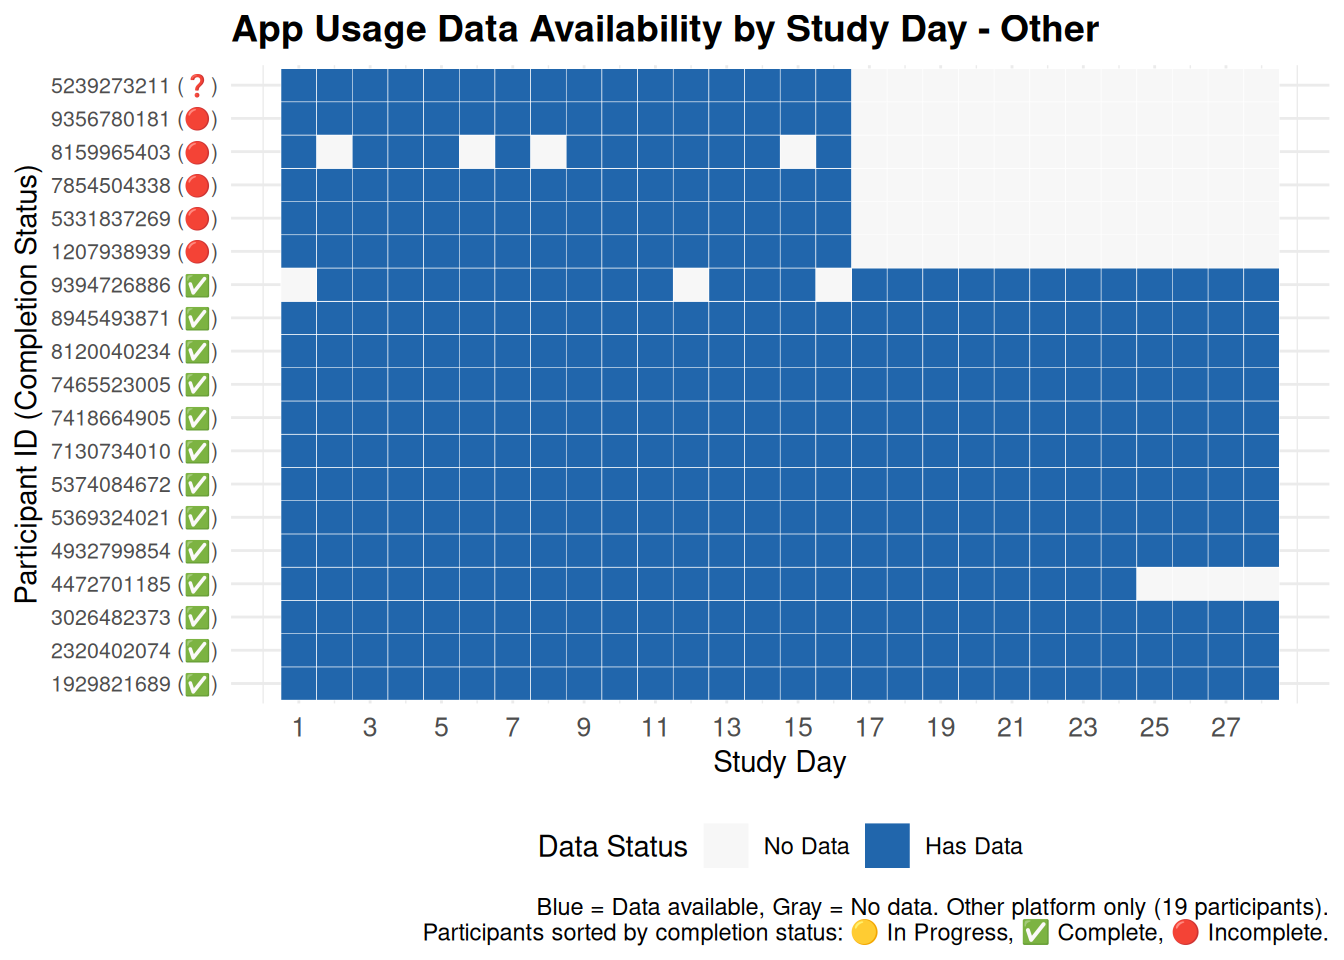 App Usage Data Availability by Study Day - Other
Participant ID (Completion Status)
5239273211 (❓)
9356780181 (🔴)
8159965403 (🔴)
7854504338 (🔴)
5331837269 (🔴)
1207938939 (🔴)
9394726886 (✅)
8945493871 (✅)
8120040234 (✅)
7465523005 (✅)
7418664905 (✅)
7130734010 (✅)
5374084672 (✅)
5369324021 (✅)
4932799854 (✅)
4472701185 (✅)
3026482373 (✅)
2320402074 (✅)
1929821689 (✅)
1 3 5 7 9 11 13 15 17 19 21 23 25 27
Study Day
Data Status No Data Has Data
Blue = Data available, Gray = No data. Other platform only (19 participants).
Participants sorted by completion status: 🟡 In Progress, ✅ Complete, 🔴 Incomplete.